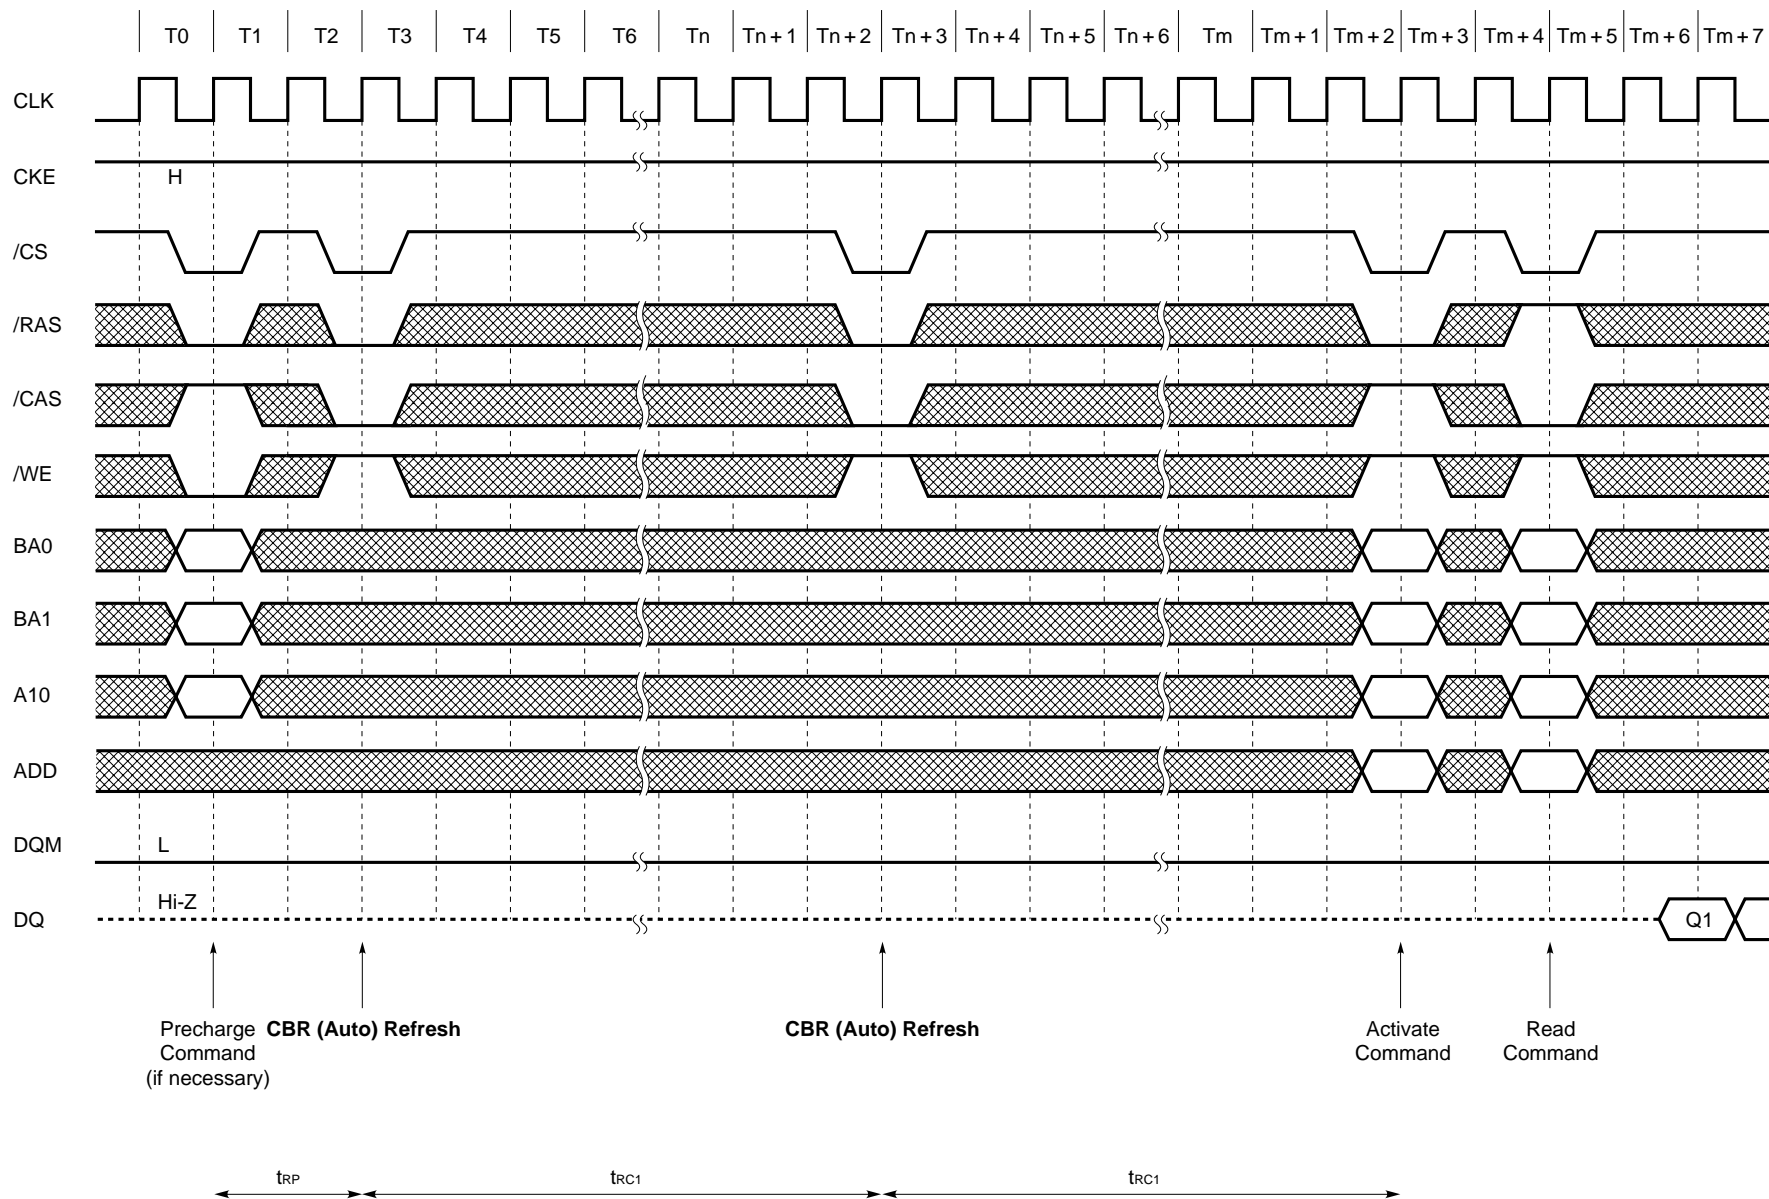 T0 T1 T2 T3 T4 T5 T6 Tn Tn + 1 Tn + 2 Tn + 3 Tn + 4 Tn + 5 Tn + 6 Tm Tm + 1 Tm + 2 Tm + 3 Tm + 4 Tm + 5 Tm + 6 Tm + 7
CLK
CKE H
/CS
/RAS
/CAS
/WE
BA0
BA1
A10
ADD
DQM L
Hi-Z
DQ Q1
Precharge CBR (Auto) Refresh CBR (Auto) Refresh Activate Read
Command Command Command
(if necessary)
tRP tRC1 tRC1